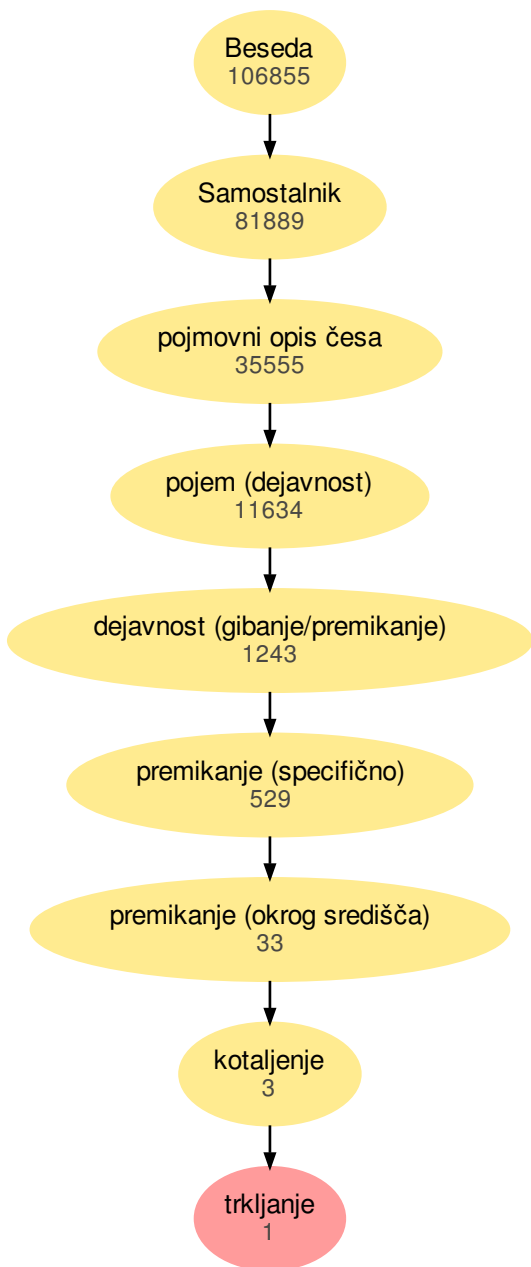 Beseda
106855
Samostalnik
81889
pojmovni opis česa
35555
pojem (dejavnost)
11634
dejavnost (gibanje/premikanje)
1243
premikanje (specifično)
529
premikanje (okrog središča)
33
kotaljenje
3
trkljanje
1